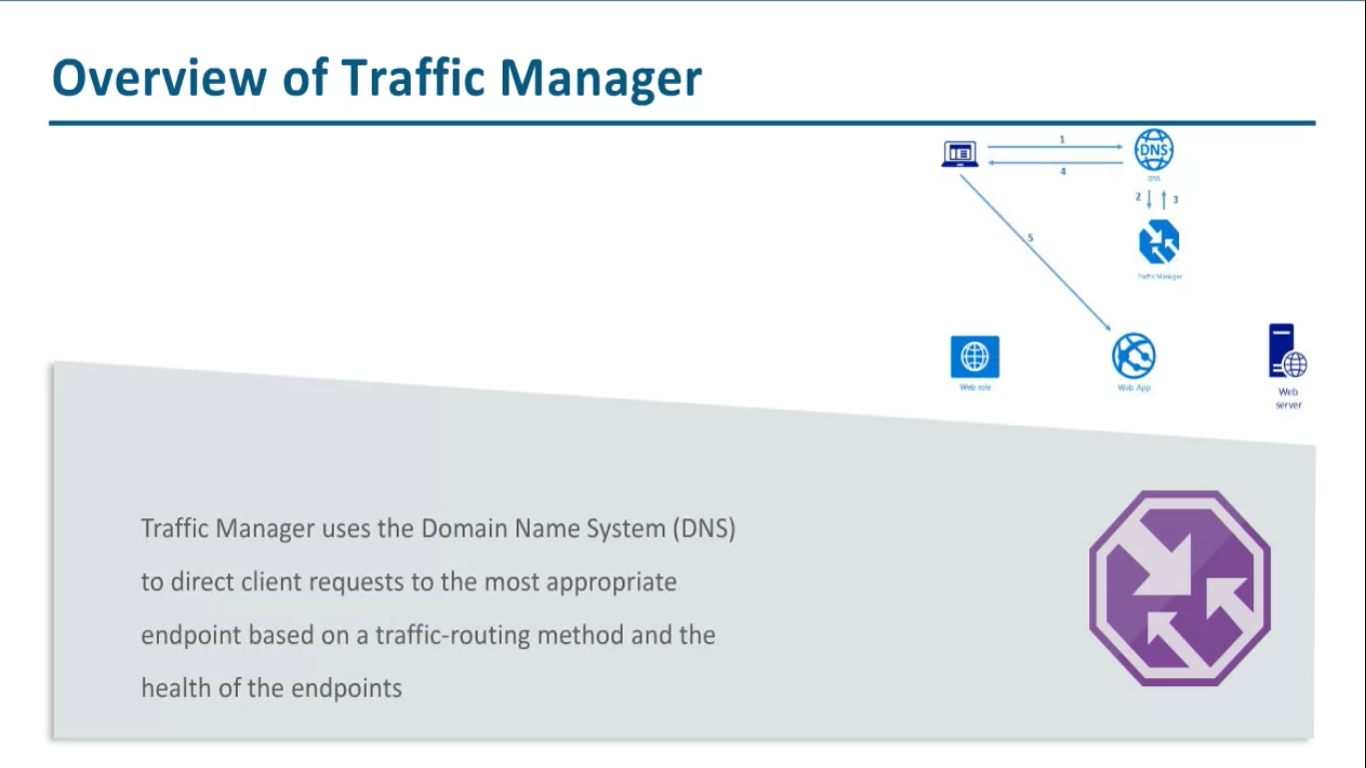 Overview of Traffic Manager
1
DNS
4
DNS
2
3
Traffic Manager
5
Web role
Web App
Web
server
Traffic Manager uses the Domain Name System (DNS)
to direct client requests to the most appropriate
endpoint based on a traffic-routing method and the
health of the endpoints